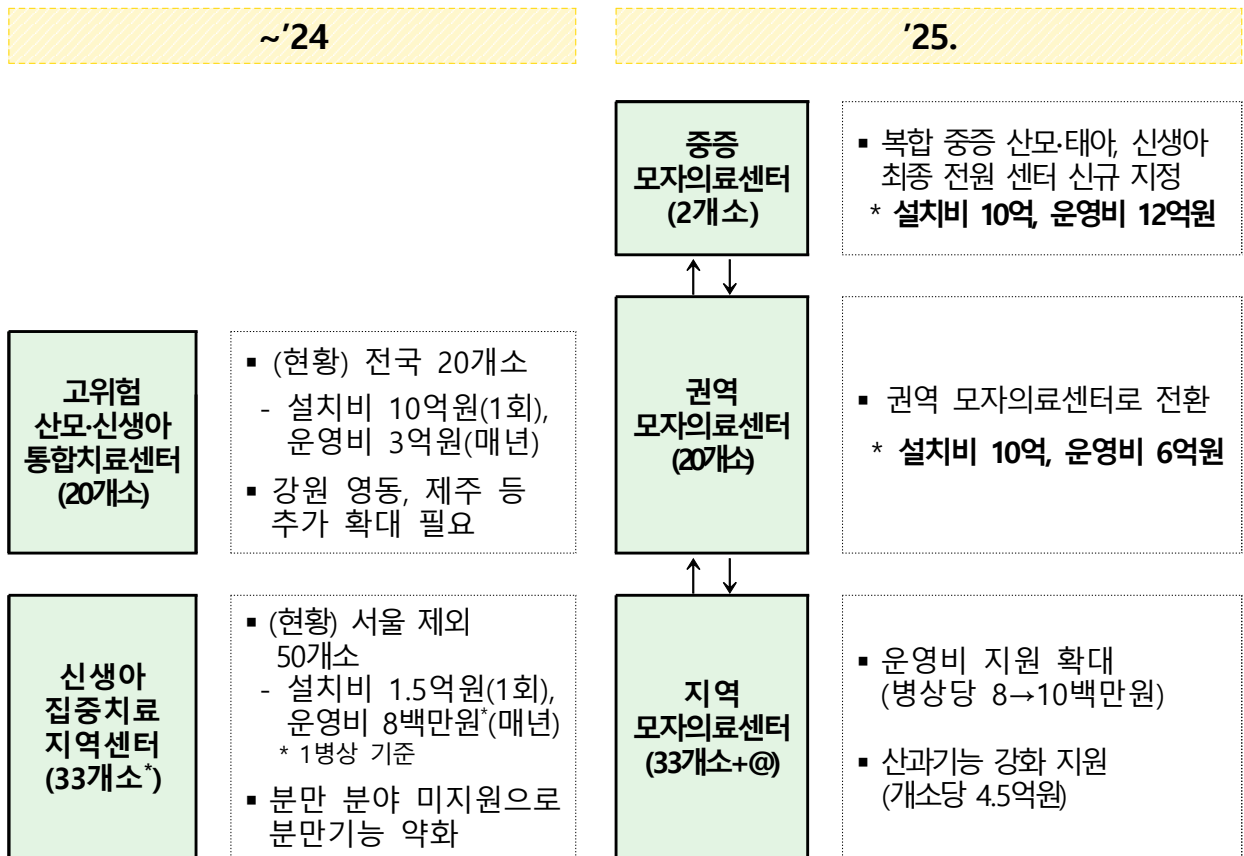 ~’24
’25.
중증
모자의료센터
(2개소)
▪ 복합 중증 산모·태아, 신생아
최종 전원 센터 신규 지정
* 설치비 10억, 운영비 12억원
↑ ↓
고위험
산모·신생아
통합치료센터
(20개소)
▪ (현황) 전국 20개소
- 설치비 10억원(1회),
운영비 3억원(매년)
▪ 강원 영동, 제주 등
추가 확대 필요
권역
모자의료센터
(20개소)
▪ 권역 모자의료센터로 전환
* 설치비 10억, 운영비 6억원
↑ ↓
신생아
집중치료
지역센터
(33개소*)
▪ (현황) 서울 제외
50개소
- 설치비 1.5억원(1회),
운영비 8백만원*(매년)
* 1병상 기준
▪ 분만 분야 미지원으로
분만기능 약화
지역
모자의료센터
(33개소+@)
▪ 운영비 지원 확대
(병상당 8→10백만원)
▪ 산과기능 강화 지원
(개소당 4.5억원)